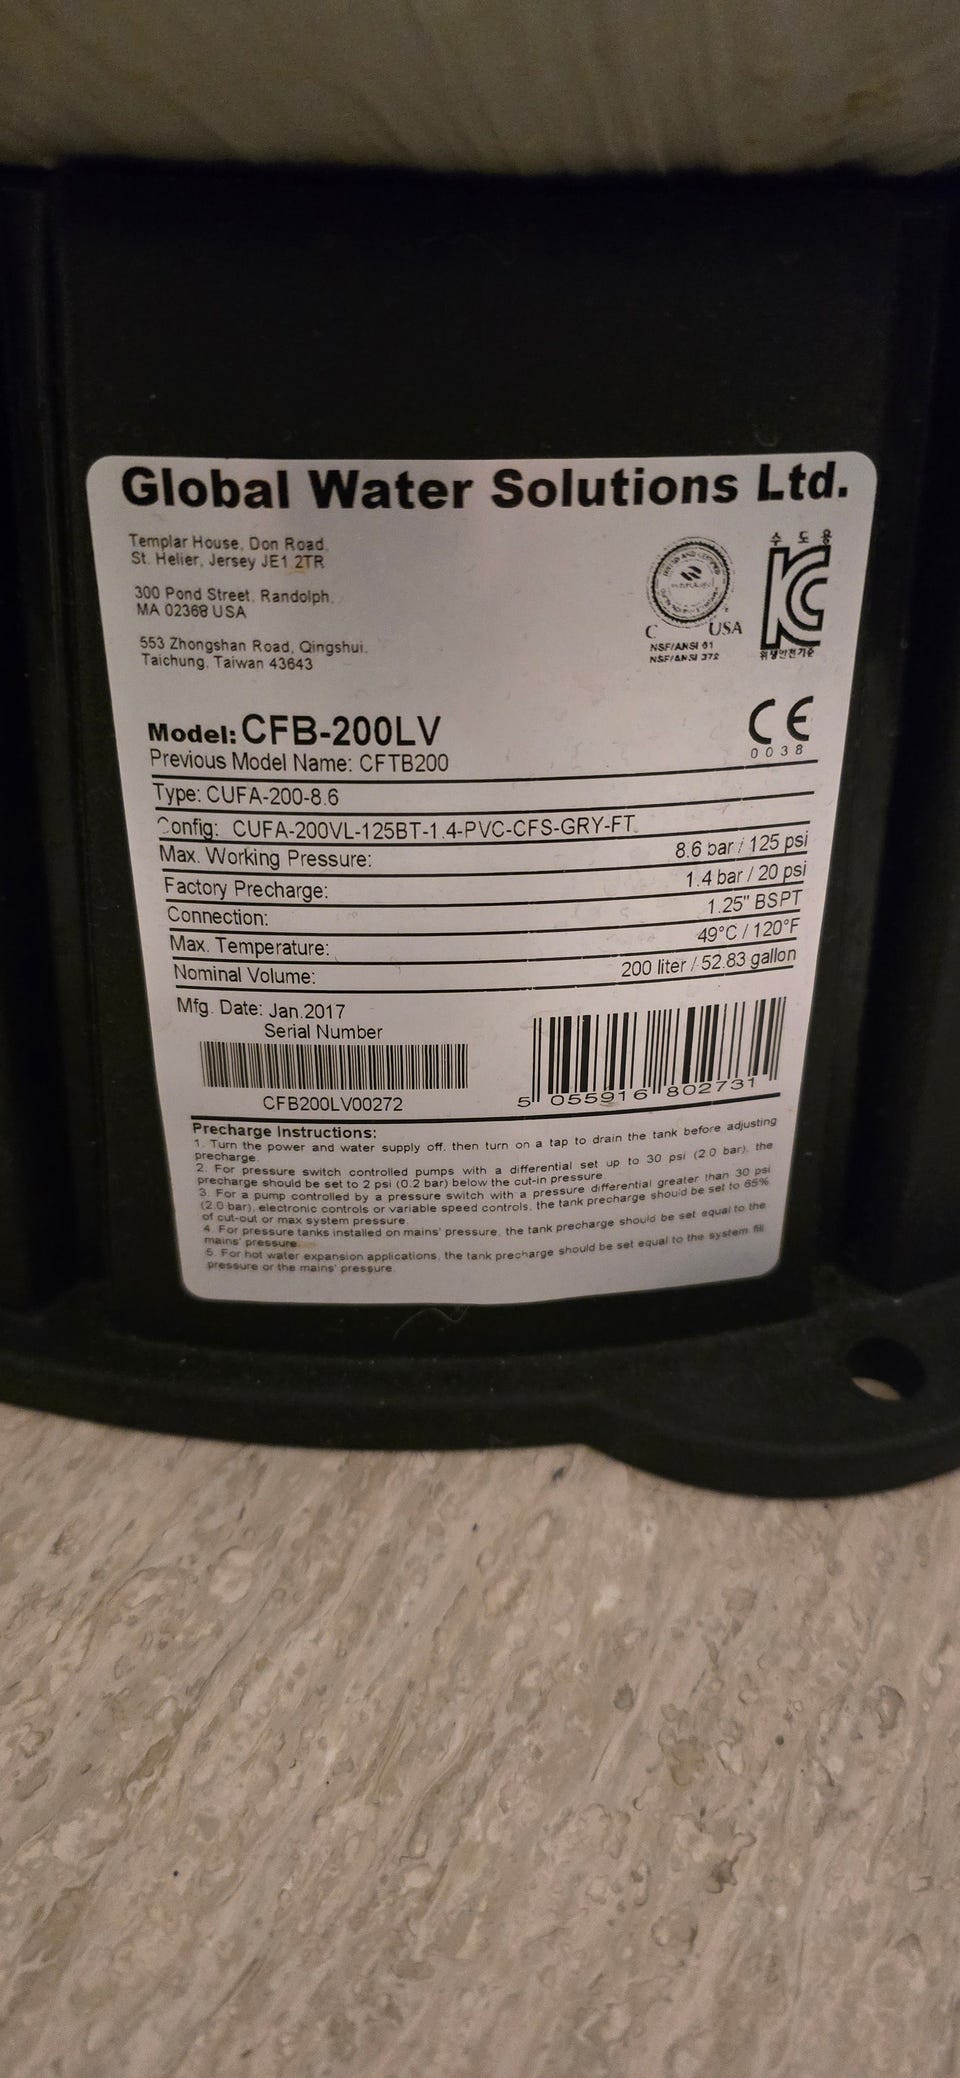 Global Water Solutions Ltd.
Templar House, Don Road,
St. Helier, Jersey JE1 2TR
300 Pond Street, Randolph,
MA 02368 USA
553 Zhongshan Road, Qingshui,
Taichung, Taiwan 43643
C USA
NSF/ANSI 61
NSF/ANSI 372
수 도 용
KC
위생안전기준
CE
0038
Model: CFB-200LV
Previous Model Name: CFTB200
Type: CUFA-200-8.6
Config: CUFA-200VL-125BT-1.4-PVC-CFS-GRY-FT
Max. Working Pressure: 8.6 bar / 125 psi
Factory Precharge: 1.4 bar / 20 psi
Connection: 1.25" BSPT
Max. Temperature: 49°C / 120°F
Nominal Volume: 200 liter / 52.83 gallon
Mfg. Date: Jan.2017
Serial Number
CFB200LV00272
5 055916 802731
Precharge Instructions:
1. Turn the power and water supply off, then turn on a tap to drain the tank before adjusting
precharge.
2. For pressure switch controlled pumps with a differential set up to 30 psi (2.0 bar), the
precharge should be set to 2 psi (0.2 bar) below the cut-in pressure.
3. For a pump controlled by a pressure switch with a pressure differential greater than 30 psi
(2.0 bar), electronic controls or variable speed controls, the tank precharge should be set to 65%
of cut-out or max system pressure.
4. For pressure tanks installed on mains' pressure, the tank precharge should be set equal to the
mains' pressure.
5. For hot water expansion applications, the tank precharge should be set equal to the system fill
pressure or the mains' pressure.